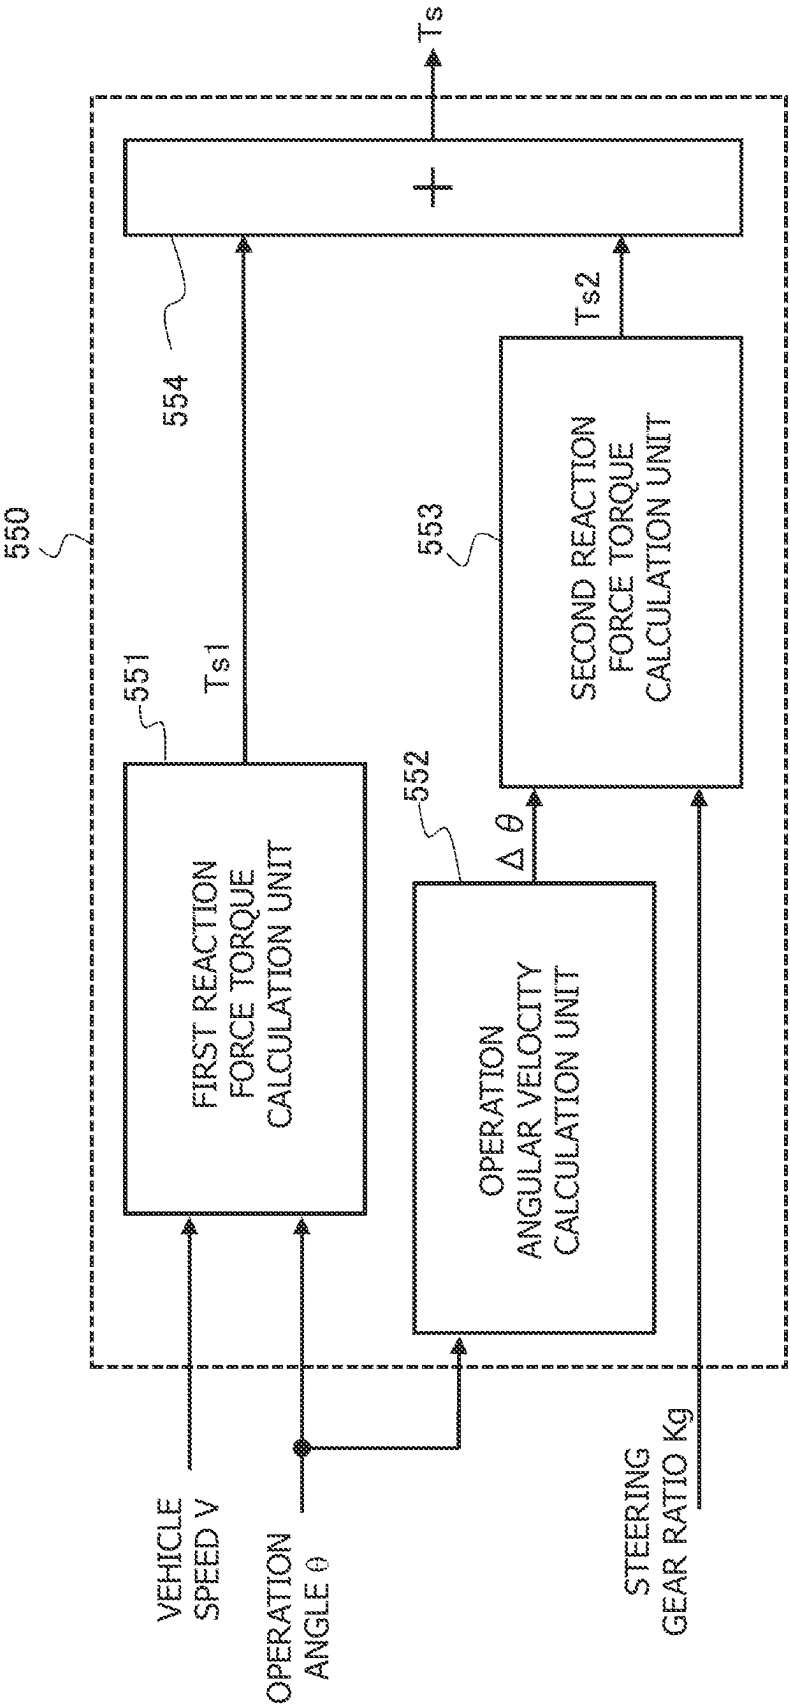 550
VEHICLE
SPEED V
OPERATION
ANGLE θ
551
FIRST REACTION
FORCE TORQUE
CALCULATION UNIT
Ts1
554
+
Ts
552
OPERATION
ANGULAR VELOCITY
CALCULATION UNIT
Δ θ
553
SECOND REACTION
FORCE TORQUE
CALCULATION UNIT
Ts2
STEERING
GEAR RATIO Kg